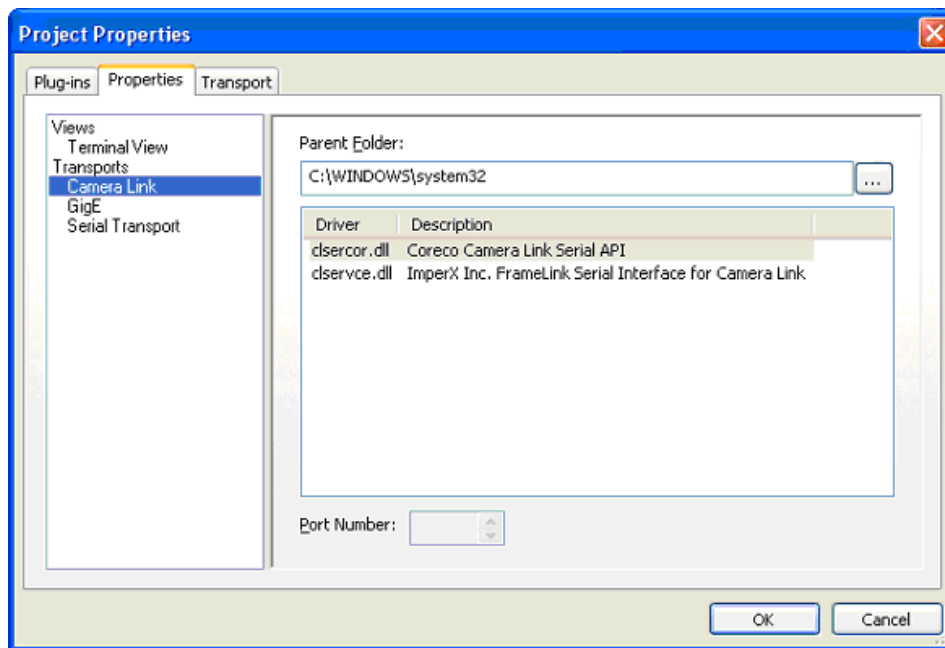 Project Properties
Plug-ins Properties Transport
Views
Terminal View
Transports
Camera Link
GigE
Serial Transport
Parent Folder:
C:\WINDOWS\system32
...
Driver Description
clsercor.dll Coreco Camera Link Serial API
clservce.dll ImperX Inc. FrameLink Serial Interface for Camera Link
Port Number:
OK Cancel